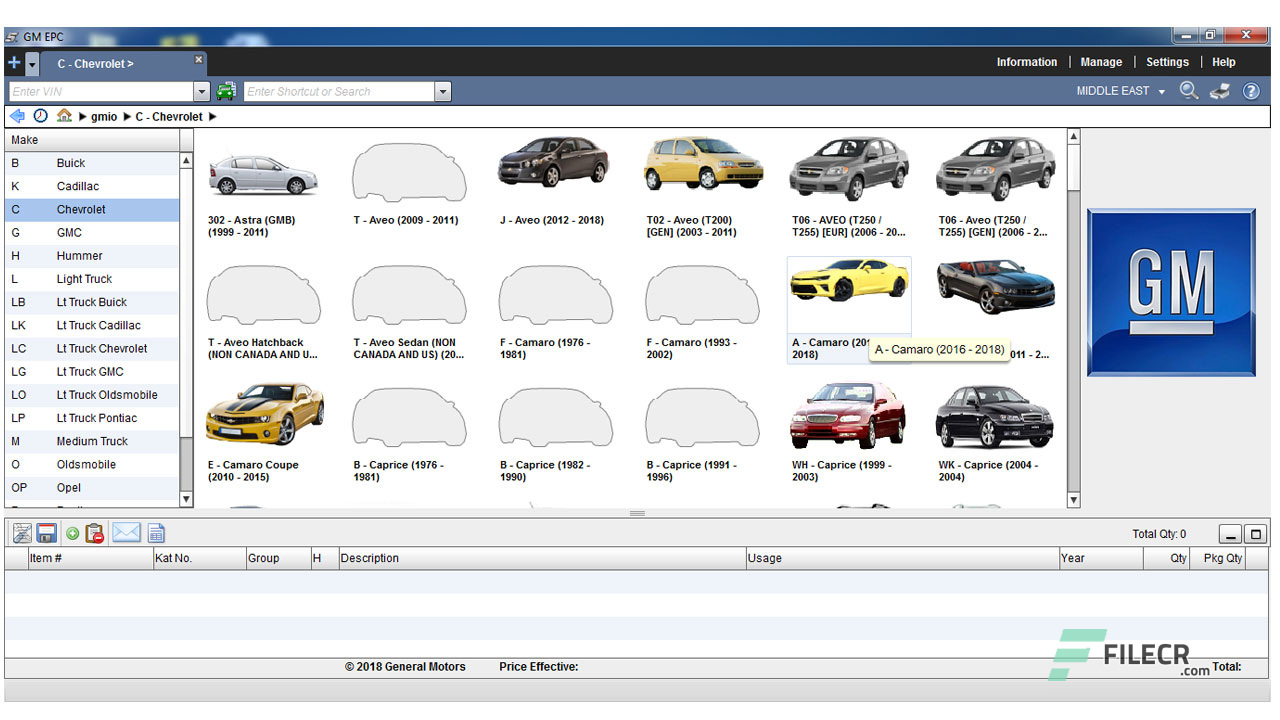 GM EPC
C - Chevrolet >
Information
Manage
Settings
Help
Enter VIN
Enter Shortcut or Search
MIDDLE EAST
gmio
C - Chevrolet
Make
B Buick
K Cadillac
C Chevrolet
G GMC
H Hummer
L Light Truck
LB Lt Truck Buick
LK Lt Truck Cadillac
LC Lt Truck Chevrolet
LG Lt Truck GMC
LO Lt Truck Oldsmobile
LP Lt Truck Pontiac
M Medium Truck
O Oldsmobile
OP Opel
302 - Astra (GMB)
(1999 - 2011)
T - Aveo (2009 - 2011)
J - Aveo (2012 - 2018)
T02 - Aveo (T200)
[GEN] (2003 - 2011)
T06 - AVEO (T250 /
T255) [EUR] (2006 - 20...
T06 - Aveo (T250 /
T255) [GEN] (2006 - 2...
T - Aveo Hatchback
(NON CANADA AND U...
T - Aveo Sedan (NON
CANADA AND US) (20...
F - Camaro (1976 -
1981)
F - Camaro (1993 -
2002)
A - Camaro (20
2018)
A - Camaro (2016 - 2018)
011 - 2...
E - Camaro Coupe
(2010 - 2015)
B - Caprice (1976 -
1981)
B - Caprice (1982 -
1990)
B - Caprice (1991 -
1996)
WH - Caprice (1999 -
2003)
WK - Caprice (2004 -
2004)
GM
Total Qty: 0
Item #
Kat No.
Group
H
Description
Usage
Year
Qty
Pkg Qty
© 2018 General Motors
Price Effective:
Total:
FILECR
.com